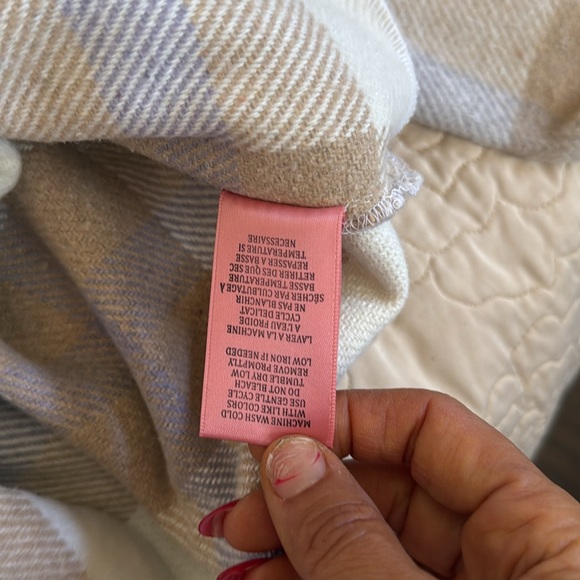 MACHINE WASH COLD
WITH LIKE COLORS
USE GENTLE CYCLE
DO NOT BLEACH
TUMBLE DRY LOW
REMOVE PROMPTLY
LOW IRON IF NEEDED
LAVER A LA MACHINE
A L'EAU FROIDE
CYCLE DELICAT
NE PAS BLANCHIR
SÉCHER PAR CULBUTAGE À
BASSE TEMPERATURE
RETIRER DES QUE SEC
REPASSER A BASSE
TEMPERATURE SI
NECESSAIRE